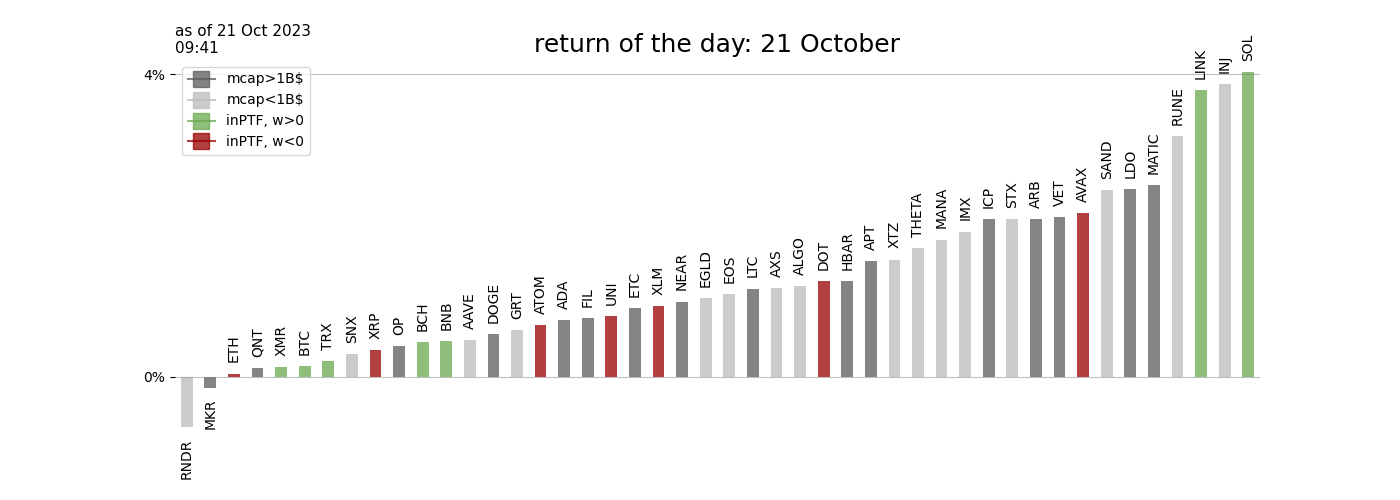 as of 21 Oct 2023
09:41
return of the day: 21 October
4%
0%
mcap>1B$
mcap<1B$
inPTF, w>0
inPTF, w<0
RNDR
MKR
ETH
QNT
XMR
BTC
TRX
SNX
XRP
OP
BCH
BNB
AAVE
DOGE
GRT
ATOM
ADA
FIL
UNI
ETC
XLM
NEAR
EGLD
EOS
LTC
AXS
ALGO
DOT
HBAR
APT
XTZ
THETA
MANA
IMX
ICP
STX
ARB
VET
AVAX
SAND
LDO
MATIC
RUNE
LINK
INJ
SOL